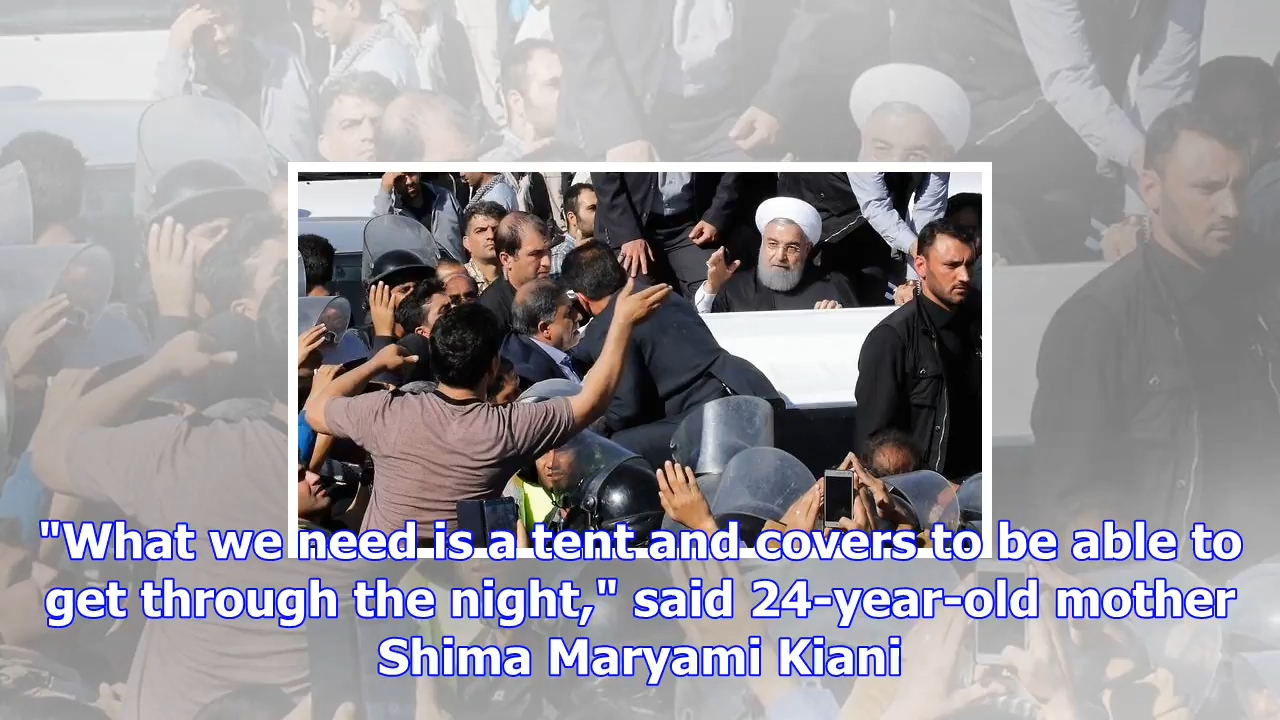 "What we need is a tent and covers to be able to
get through the night," said 24-year-old mother
Shima Maryami Kiani